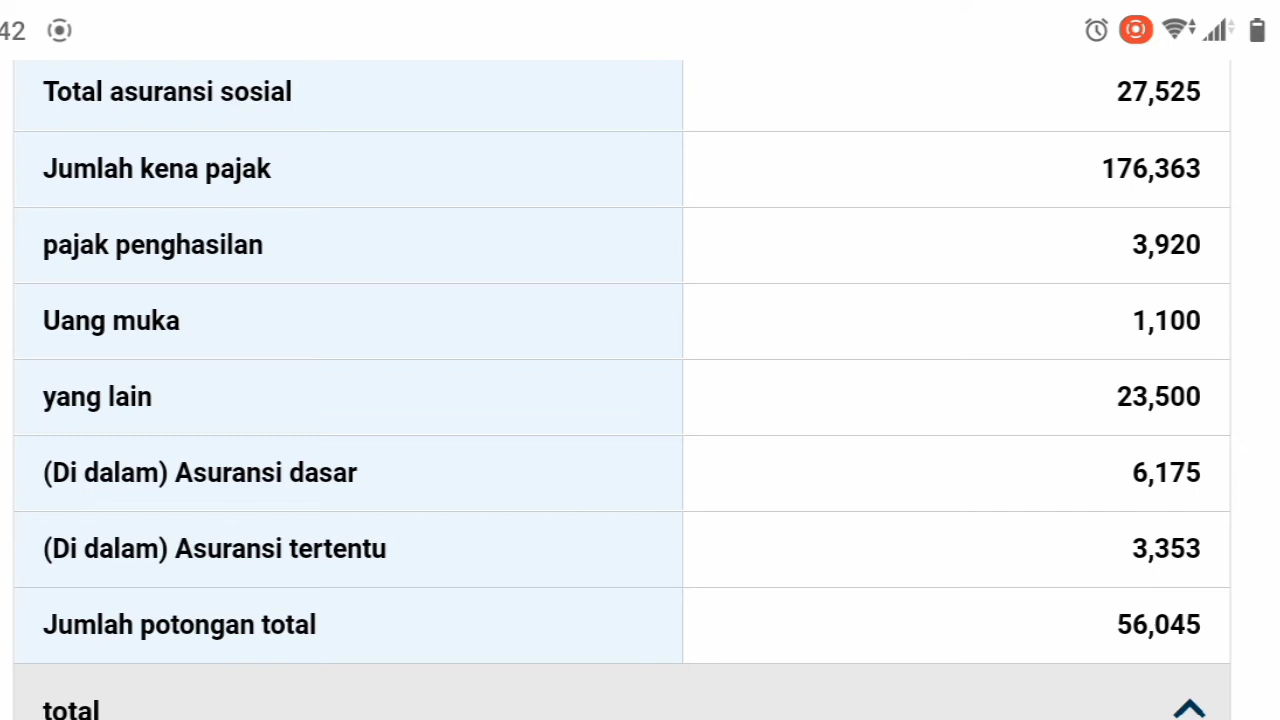 42
Total asuransi sosial 27,525
Jumlah kena pajak 176,363
pajak penghasilan 3,920
Uang muka 1,100
yang lain 23,500
(Di dalam) Asuransi dasar 6,175
(Di dalam) Asuransi tertentu 3,353
Jumlah potongan total 56,045
total